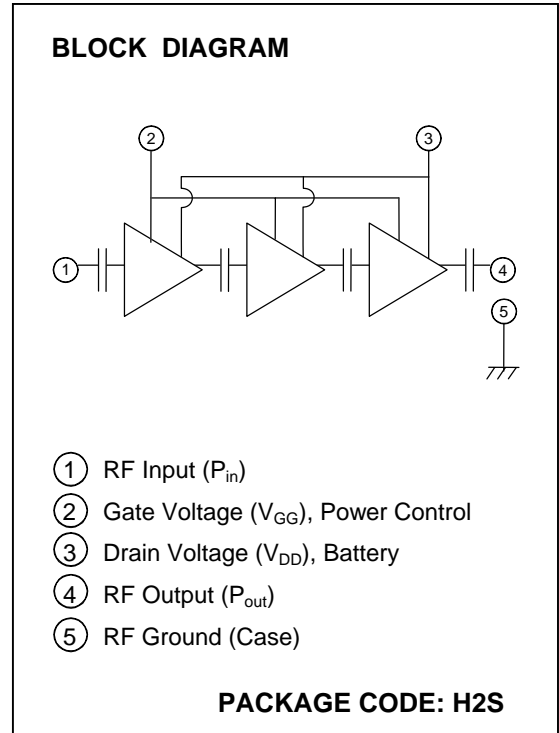 BLOCK DIAGRAM
2
3
1
4
5
1 RF Input (Pin)
2 Gate Voltage (VGG), Power Control
3 Drain Voltage (VDD), Battery
4 RF Output (Pout)
5 RF Ground (Case)
PACKAGE CODE: H2S